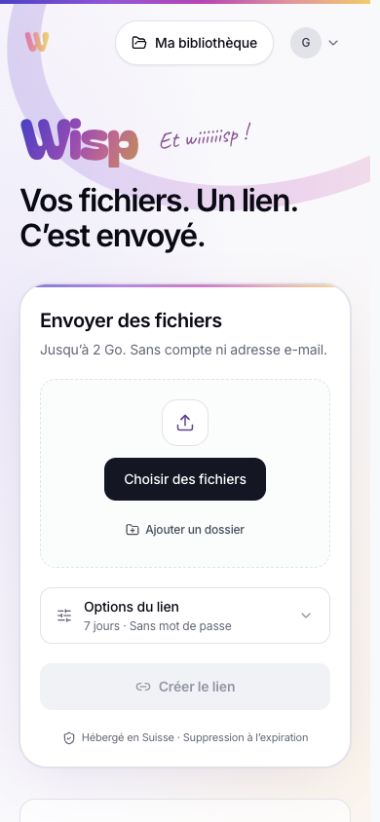 W
Ma bibliothèque
G
Wisp
Et wiiiiiisp !
Vos fichiers. Un lien.
C’est envoyé.
Envoyer des fichiers
Jusqu’à 2 Go. Sans compte ni adresse e-mail.
Choisir des fichiers
Ajouter un dossier
Options du lien
7 jours · Sans mot de passe
Créer le lien
Hébergé en Suisse · Suppression à l’expiration